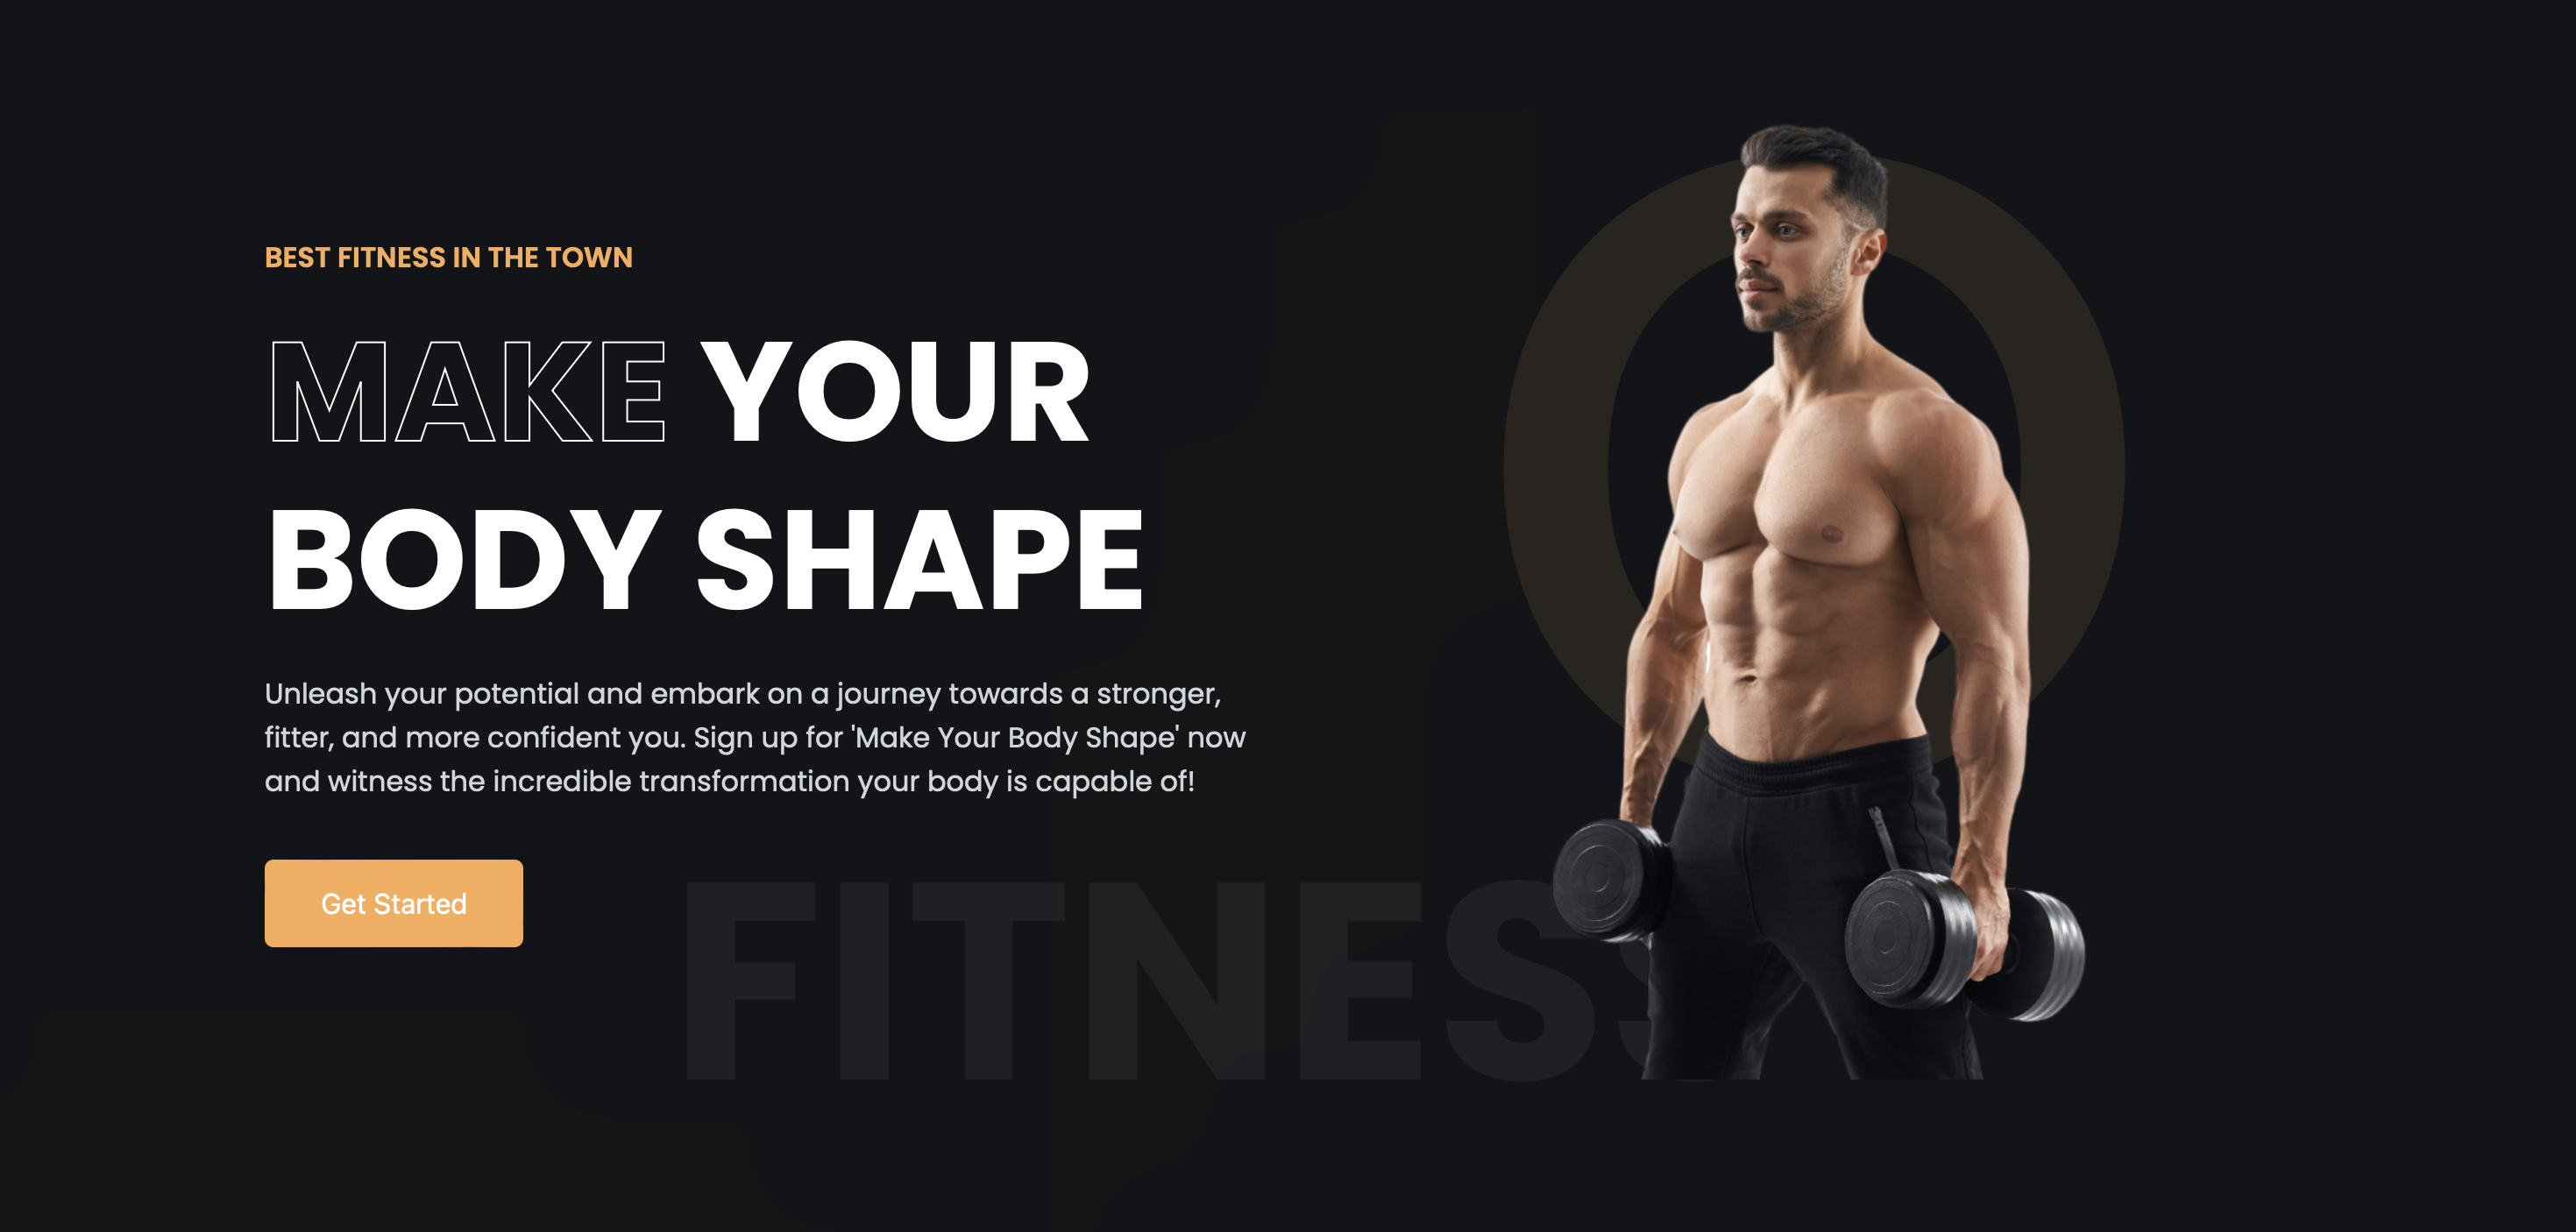 BEST FITNESS IN THE TOWN
MAKE YOUR
BODY SHAPE
Unleash your potential and embark on a journey towards a stronger,
fitter, and more confident you. Sign up for 'Make Your Body Shape' now
and witness the incredible transformation your body is capable of!
Get Started
FITNESS